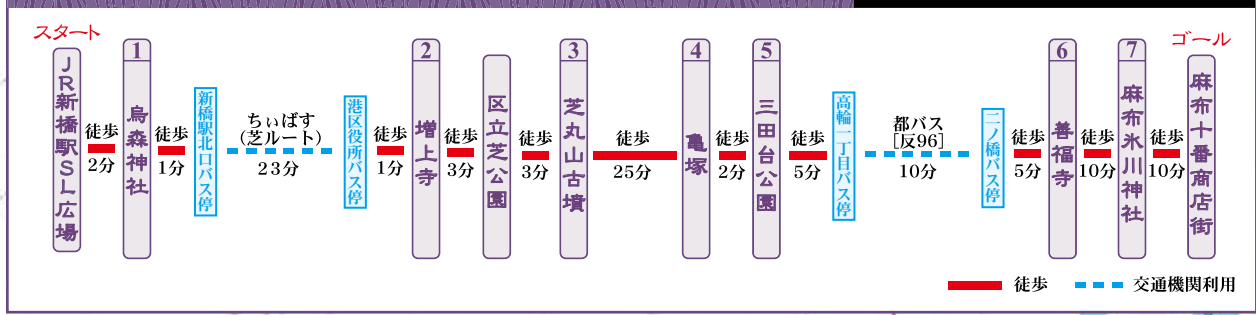 スタート
JR新橋駅SL広場
徒歩
2分
1
烏森神社
徒歩
1分
新橋駅北口バス停
ちぃばす
(芝ルート)
23分
港区役所バス停
徒歩
1分
2
増上寺
徒歩
3分
区立芝公園
徒歩
3分
3
芝丸山古墳
徒歩
25分
4
亀塚
徒歩
2分
5
三田台公園
徒歩
5分
高輪一丁目バス停
都バス
[反96]
10分
二ノ橋バス停
徒歩
5分
6
善福寺
徒歩
10分
7
麻布氷川神社
徒歩
10分
ゴール
麻布十番商店街
徒歩
交通機関利用